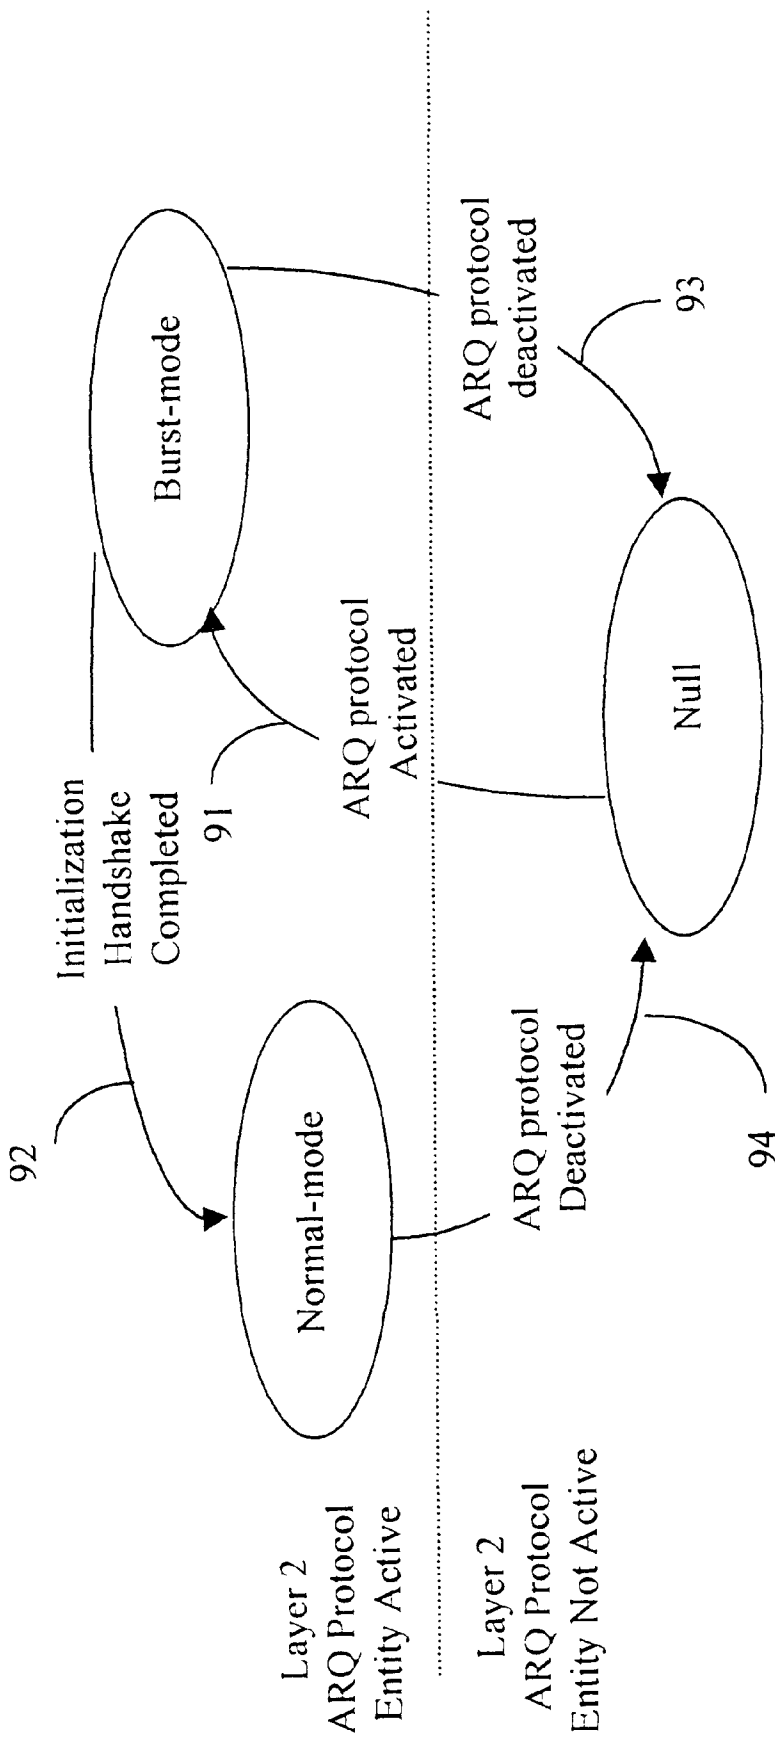 92
Initialization
Handshake
Completed
91
Burst-mode
Normal-mode
ARQ protocol
Activated
Layer 2
ARQ Protocol
Entity Active
Layer 2
ARQ Protocol
Entity Not Active
ARQ protocol
Deactivated
94
Null
ARQ protocol
deactivated
93